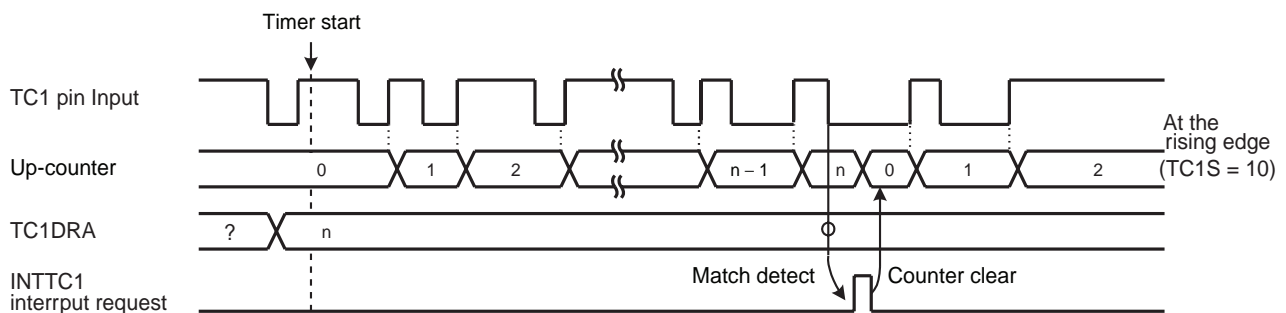 Timer start
TC1 pin Input
At the
rising edge
(TC1S = 10)
Up-counter
0 1 2 n – 1 n 0 1 2
TC1DRA
? n
INTTC1
interrput request
Match detect Counter clear